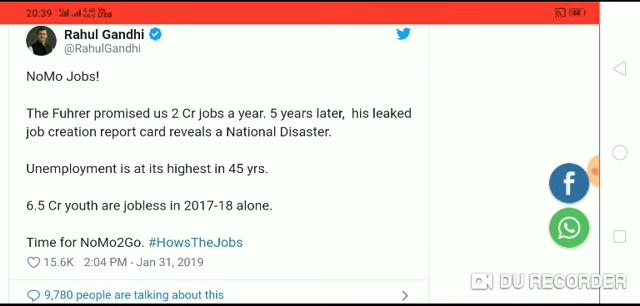 20:39
Rahul Gandhi
@RahulGandhi
NoMo Jobs!
The Fuhrer promised us 2 Cr jobs a year. 5 years later, his leaked
job creation report card reveals a National Disaster.
Unemployment is at its highest in 45 yrs.
6.5 Cr youth are jobless in 2017-18 alone.
Time for NoMo2Go. #HowsTheJobs
15.6K 2:04 PM - Jan 31, 2019
9,780 people are talking about this
DU RECORDER